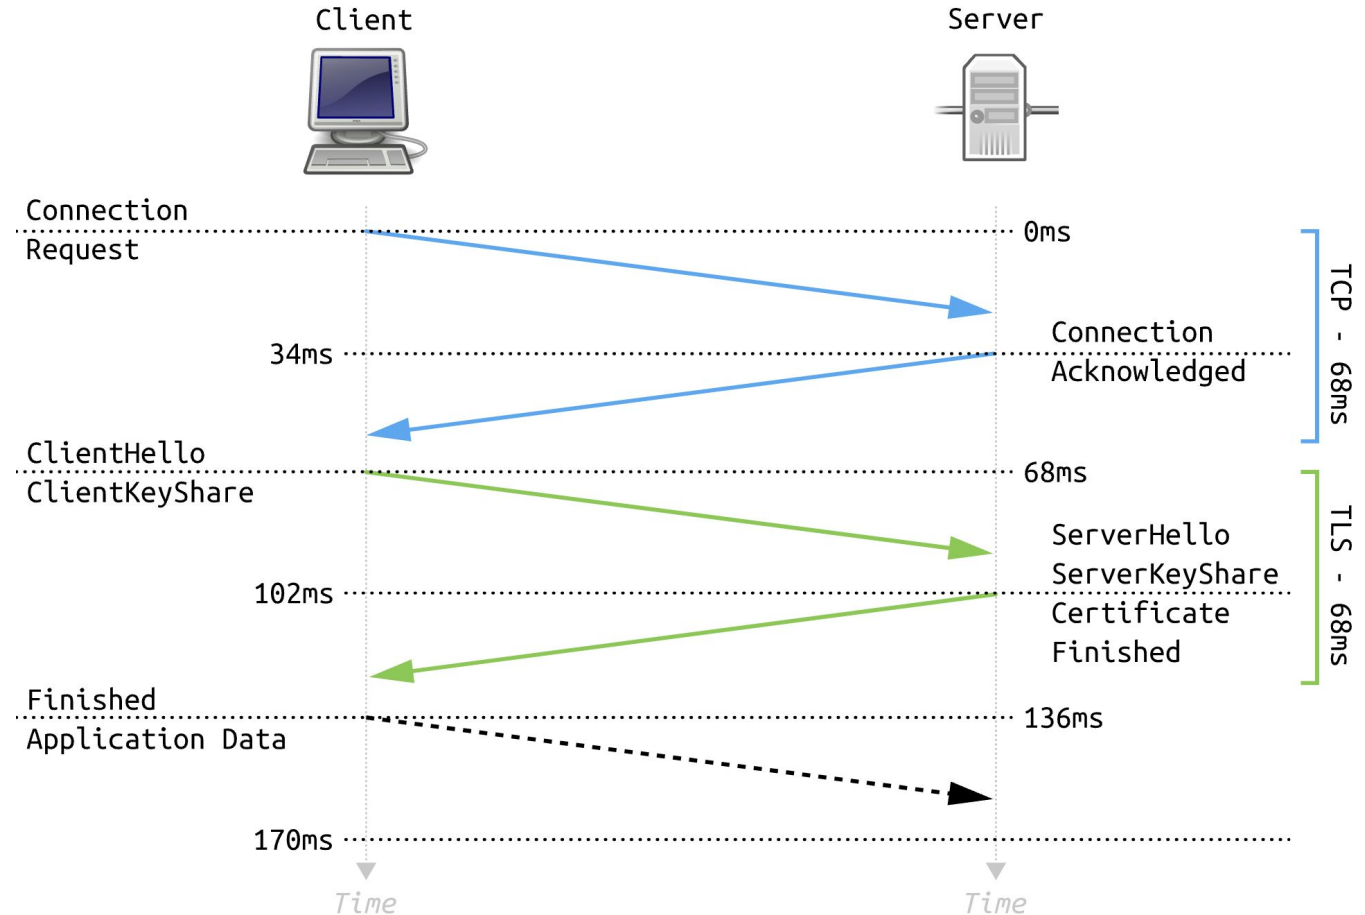 Client
Server
Connection
Request
0ms
34ms
Connection
Acknowledged
TCP - 68ms
ClientHello
ClientKeyShare
68ms
102ms
ServerHello
ServerKeyShare
Certificate
Finished
TLS - 68ms
Finished
Application Data
136ms
170ms
Time
Time